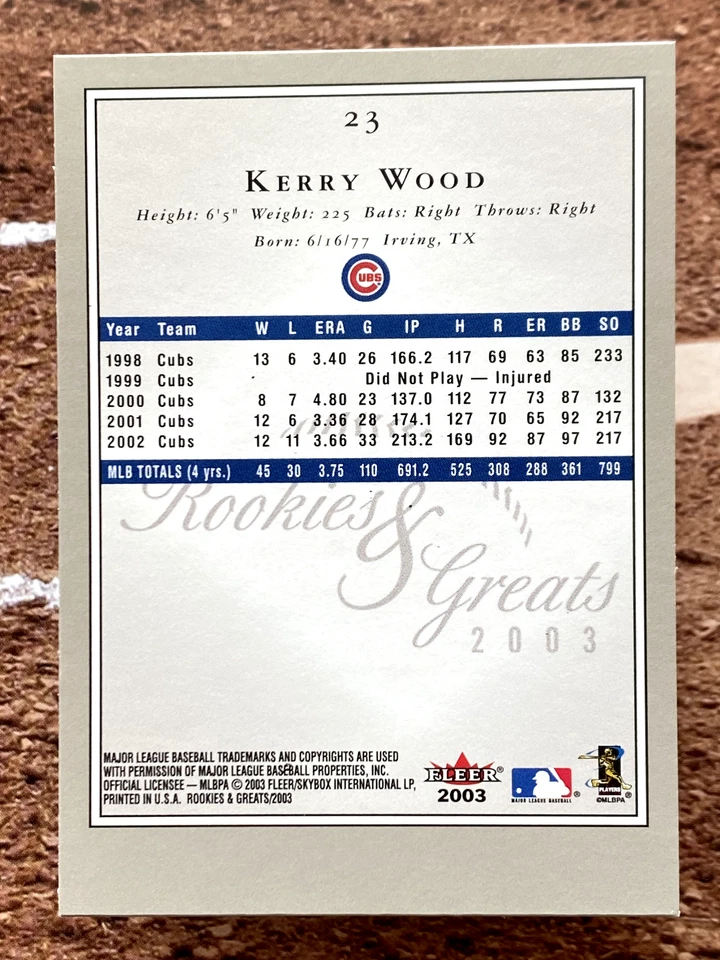 23
KERRY WOOD
Height: 6'5" Weight: 225 Bats: Right Throws: Right
Born: 6/16/77 Irving, TX
CUBS
Year Team W L ERA G IP H R ER BB SO
1998 Cubs 13 6 3.40 26 166.2 117 69 63 85 233
1999 Cubs Did Not Play — Injured
2000 Cubs 8 7 4.80 23 137.0 112 77 73 87 132
2001 Cubs 12 6 3.36 28 174.1 127 70 65 92 217
2002 Cubs 12 11 3.66 33 213.2 169 92 87 97 217
MLB TOTALS (4 yrs.) 45 30 3.75 110 691.2 525 308 288 361 799
Rookies & Greats
2003
MAJOR LEAGUE BASEBALL TRADEMARKS AND COPYRIGHTS ARE USED
WITH PERMISSION OF MAJOR LEAGUE BASEBALL PROPERTIES, INC.
OFFICIAL LICENSEE — MLBPA © 2003 FLEER/SKYBOX INTERNATIONAL LP,
PRINTED IN U.S.A. ROOKIES & GREATS/2003
FLEER®
2003
MAJOR LEAGUE BASEBALL ®
PLAYERS
©MLBPA ®